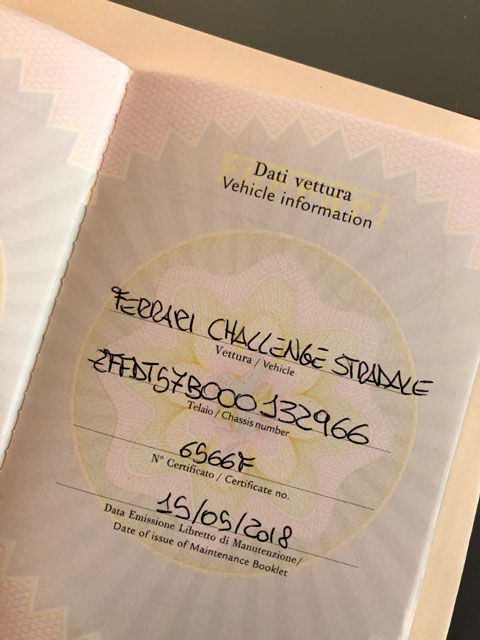 Dati vettura
Vehicle information
FERRARI CHALLENGE STRADALE
Vettura / Vehicle
ZFFDT57B000132966
Telaio / Chassis number
6566F
N° Certificato / Certificate no.
15/05/2018
Data Emissione Libretto di Manutenzione/
Date of issue of Maintenance Booklet